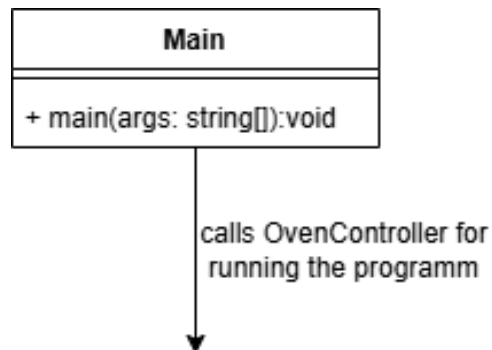 Main
+ main(args: string[]):void
calls OvenController for
running the programm